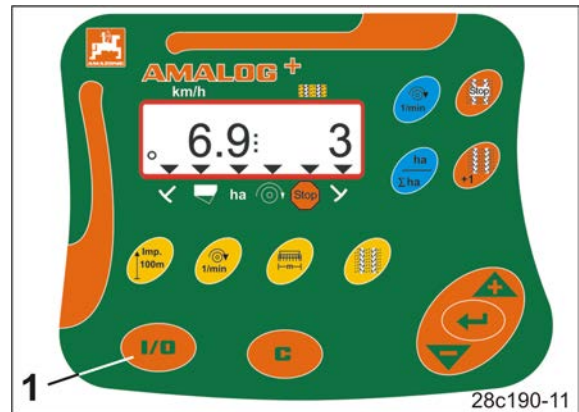 AMAZONE
AMALOG +
km/h
6.9 3
ha Stop
1/min Stop
ha
Σha +1
Imp.
100m 1/min m
I/O C + ↵ −
1
28c190-11